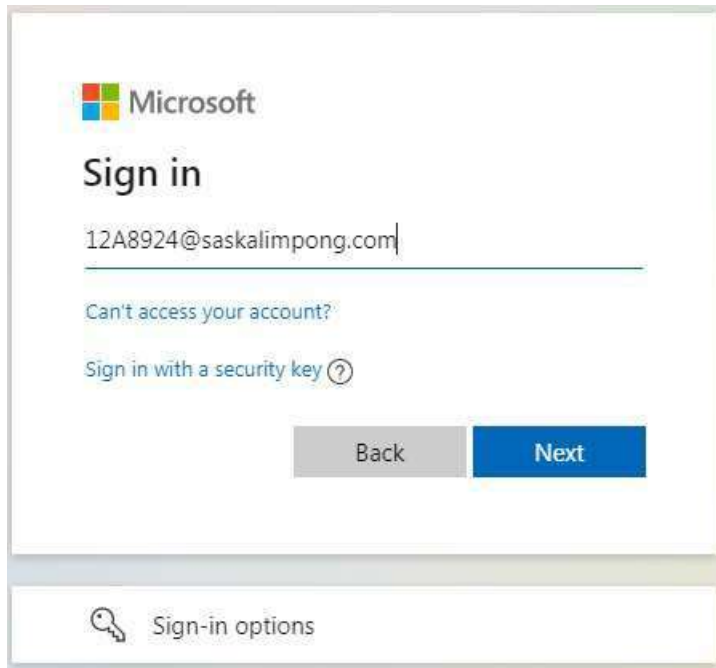 Microsoft
Sign in
12A8924@saskalimpong.com
Can't access your account?
Sign in with a security key ?
Back Next
Sign-in options